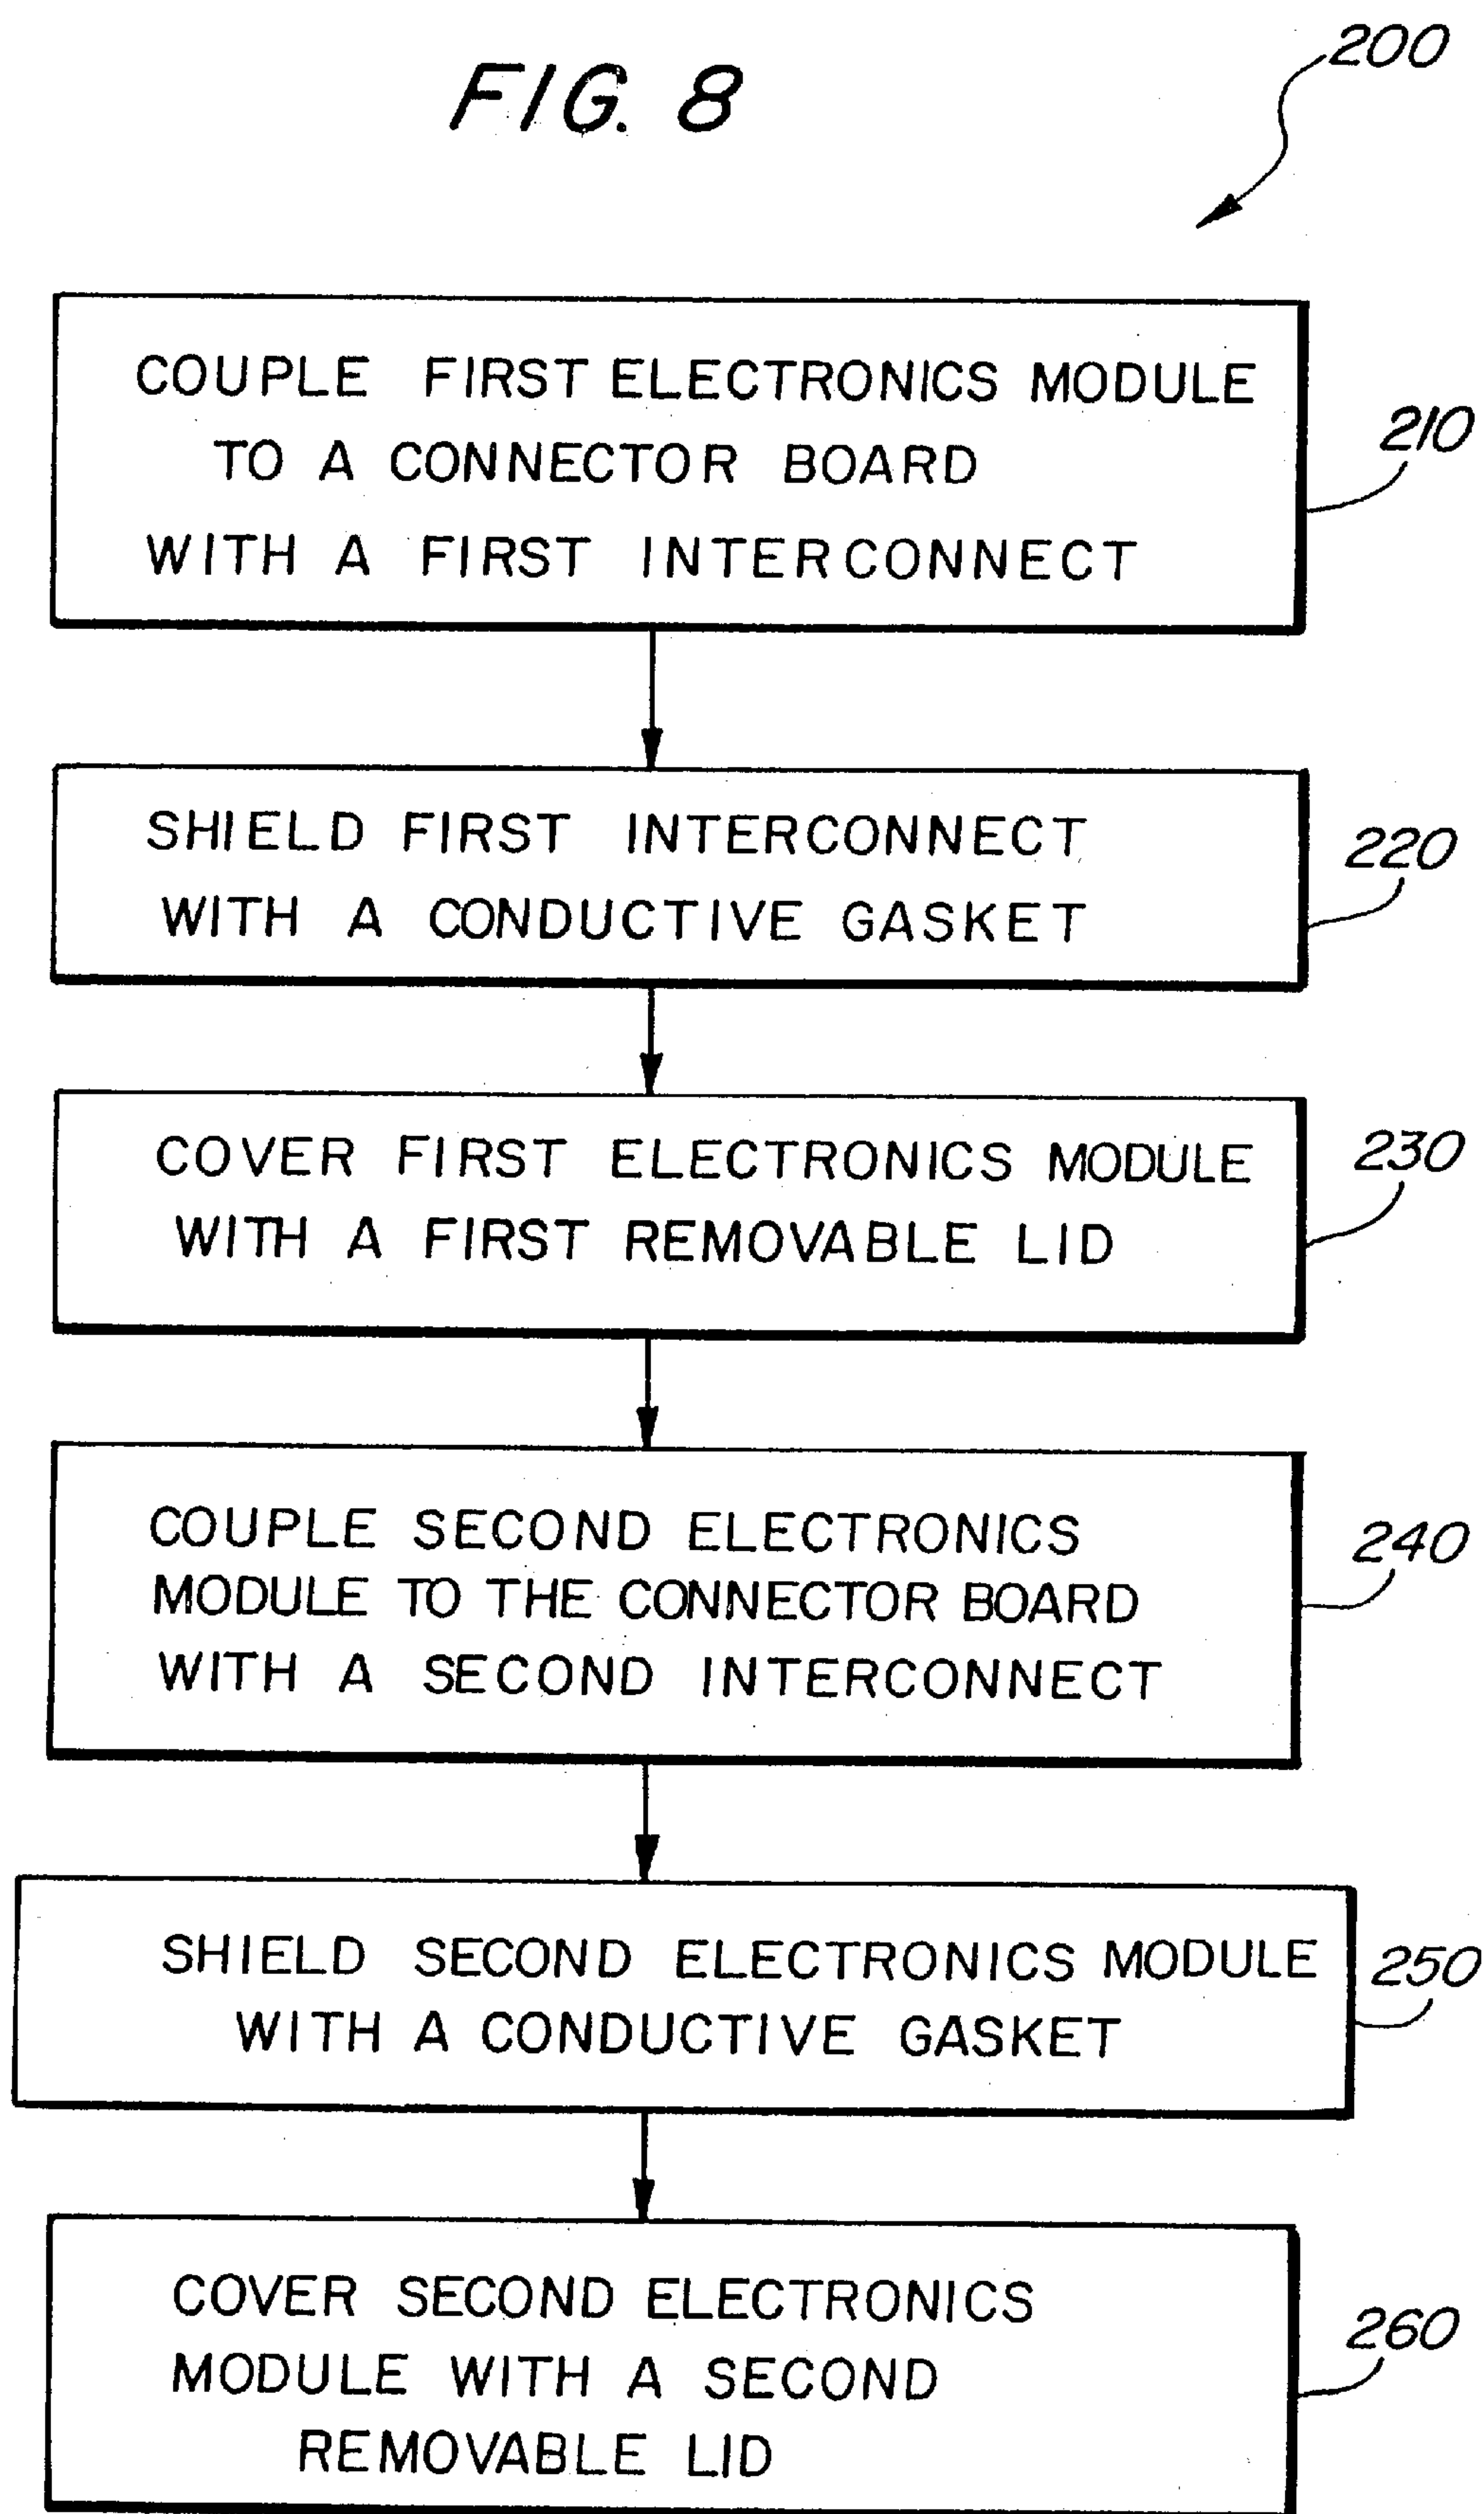 FIG. 8
200
COUPLE FIRST ELECTRONICS MODULE
TO A CONNECTOR BOARD
WITH A FIRST INTERCONNECT
210
SHIELD FIRST INTERCONNECT
WITH A CONDUCTIVE GASKET
220
COVER FIRST ELECTRONICS MODULE
WITH A FIRST REMOVABLE LID
230
COUPLE SECOND ELECTRONICS
MODULE TO THE CONNECTOR BOARD
WITH A SECOND INTERCONNECT
240
SHIELD SECOND ELECTRONICS MODULE
WITH A CONDUCTIVE GASKET
250
COVER SECOND ELECTRONICS
MODULE WITH A SECOND
REMOVABLE LID
260